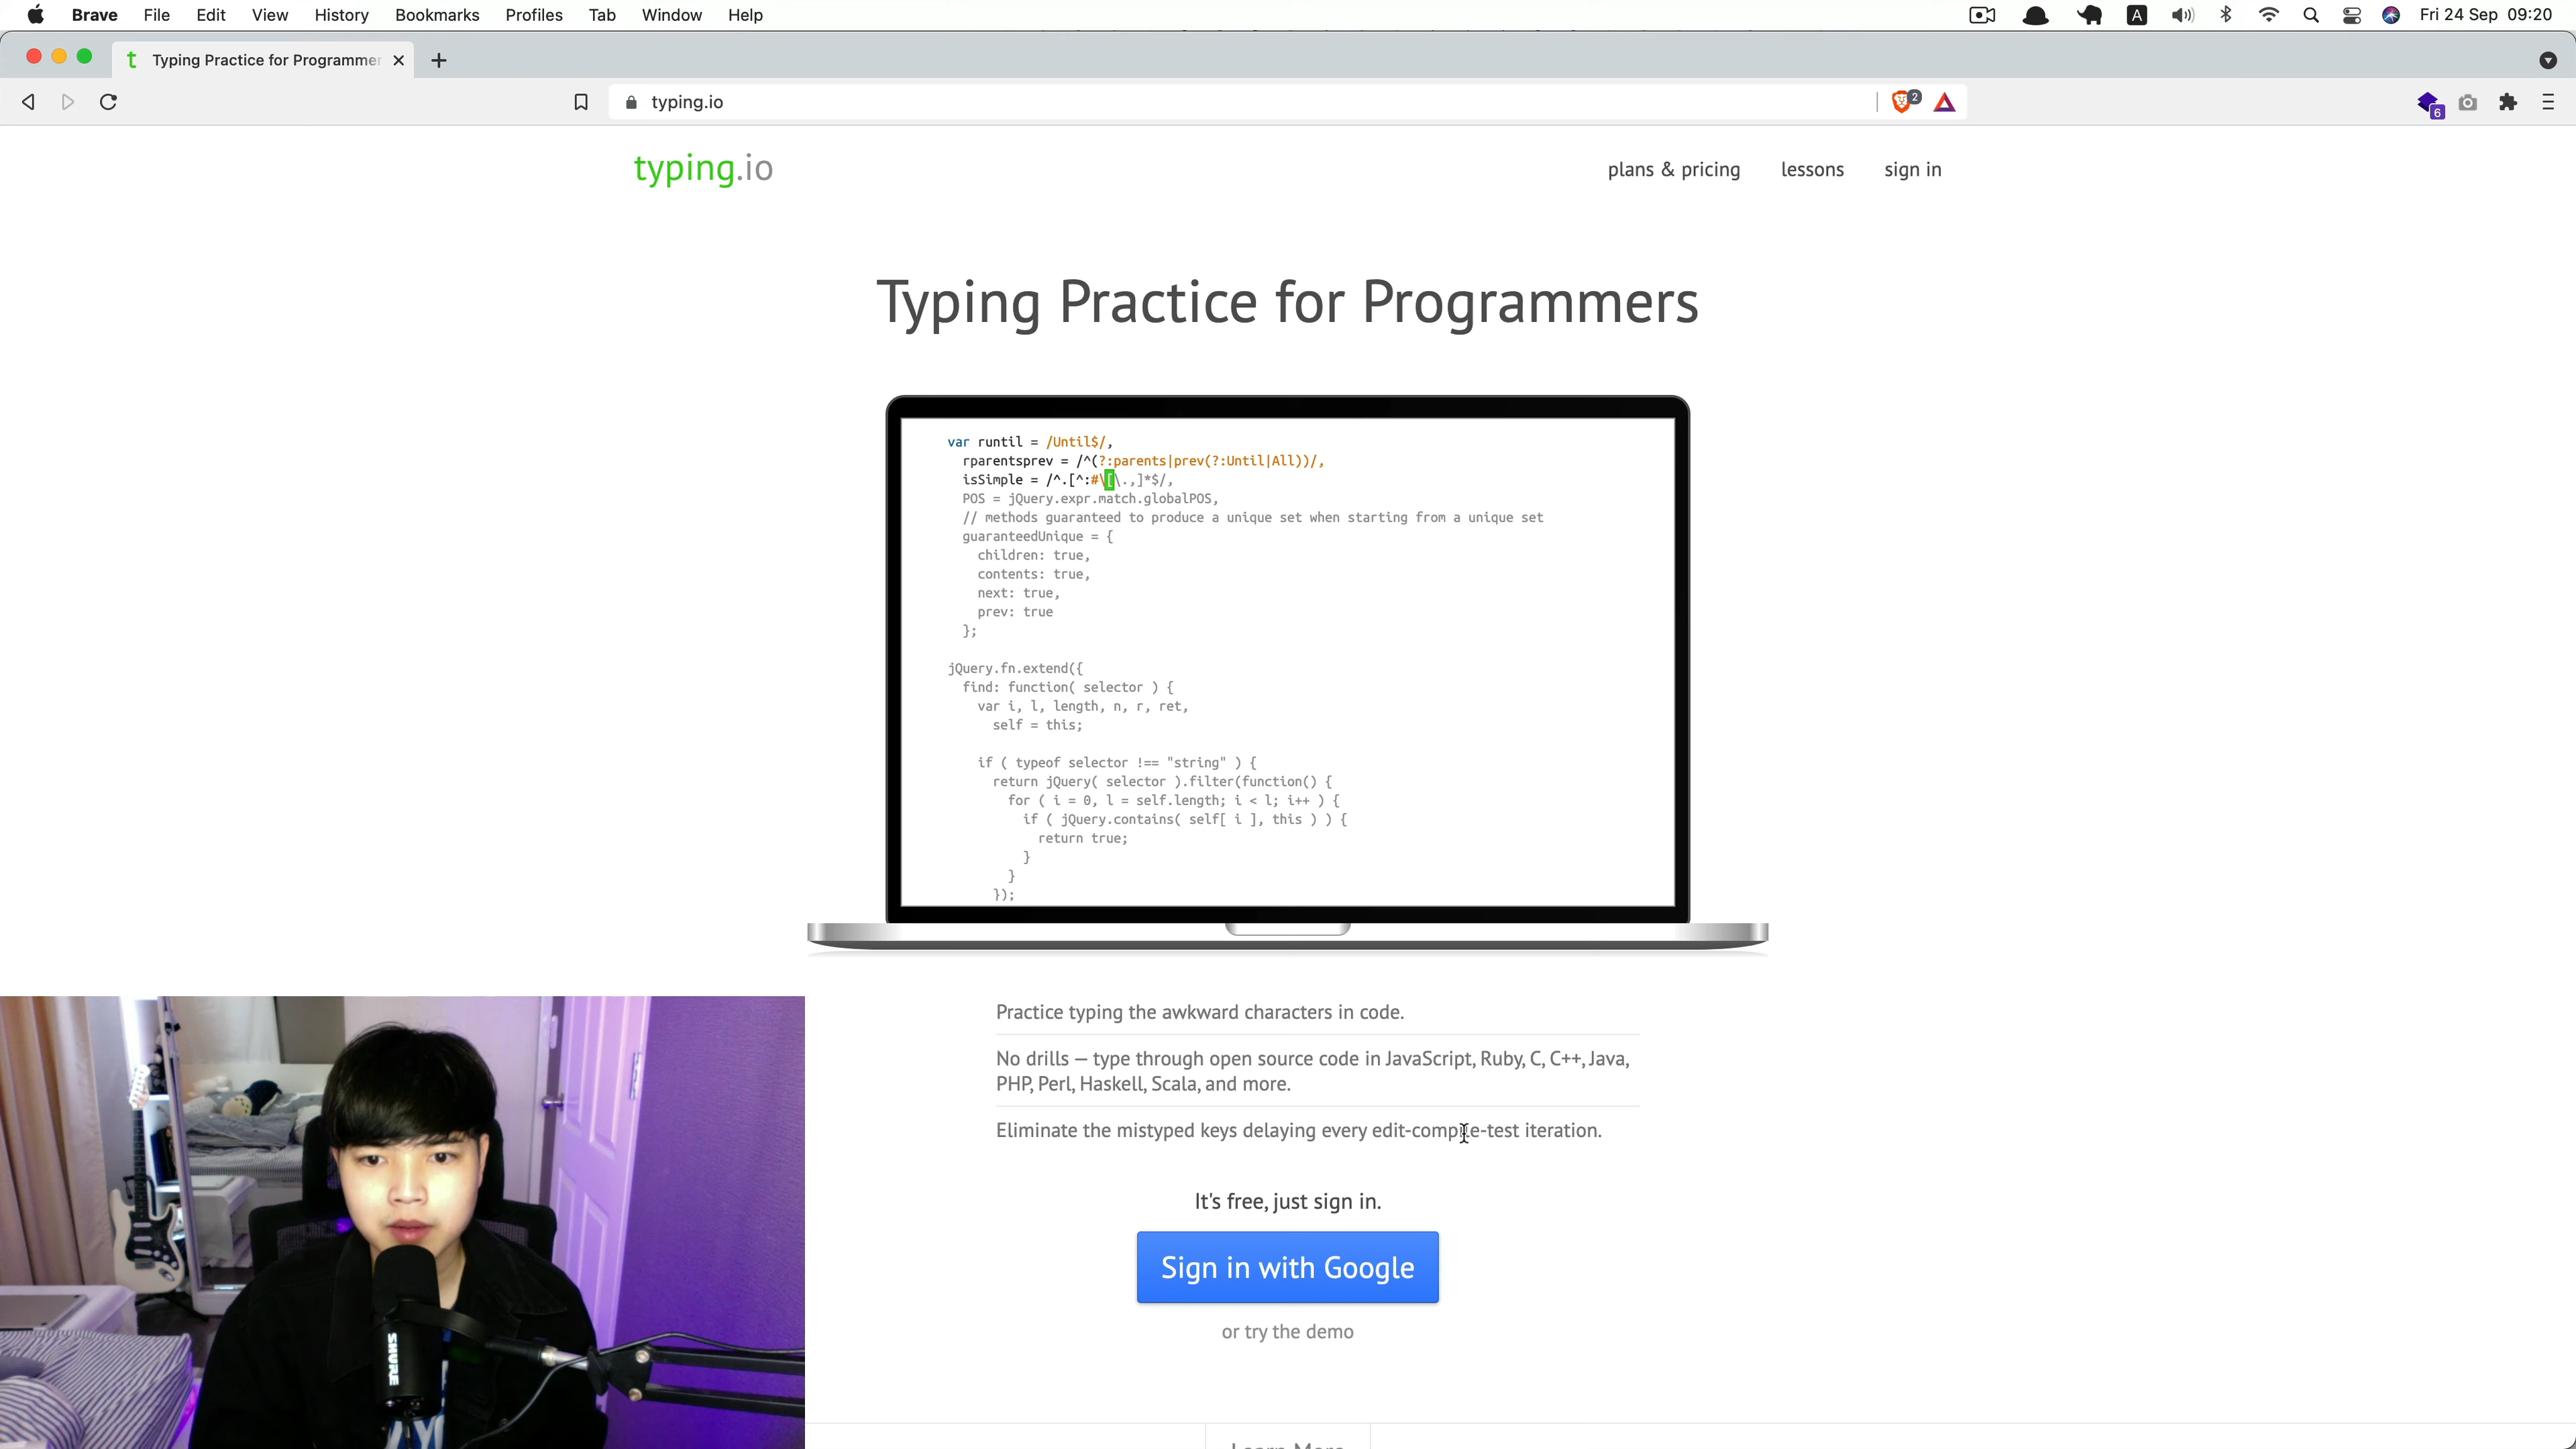 Brave File Edit View History Bookmarks Profiles Tab Window Help A Fri 24 Sep 09:20
t Typing Practice for Programmer
typing.io 2 6
typing.io plans & pricing lessons sign in
Typing Practice for Programmers
var runtil = /Until$/,
rparentsprev = /^(?:parents|prev(?:Until|All))/,
isSimple = /^.[^:#\[\.,]*$/,
POS = jQuery.expr.match.globalPOS,
// methods guaranteed to produce a unique set when starting from a unique set
guaranteedUnique = {
children: true,
contents: true,
next: true,
prev: true
};
jQuery.fn.extend({
find: function( selector ) {
var i, l, length, n, r, ret,
self = this;
if ( typeof selector !== "string" ) {
return jQuery( selector ).filter(function() {
for ( i = 0, l = self.length; i < l; i++ ) {
if ( jQuery.contains( self[ i ], this ) ) {
return true;
}
}
});
Practice typing the awkward characters in code.
No drills — type through open source code in JavaScript, Ruby, C, C++, Java,
PHP, Perl, Haskell, Scala, and more.
Eliminate the mistyped keys delaying every edit-compile-test iteration.
It's free, just sign in.
Sign in with Google
or try the demo
Learn More
SHURE